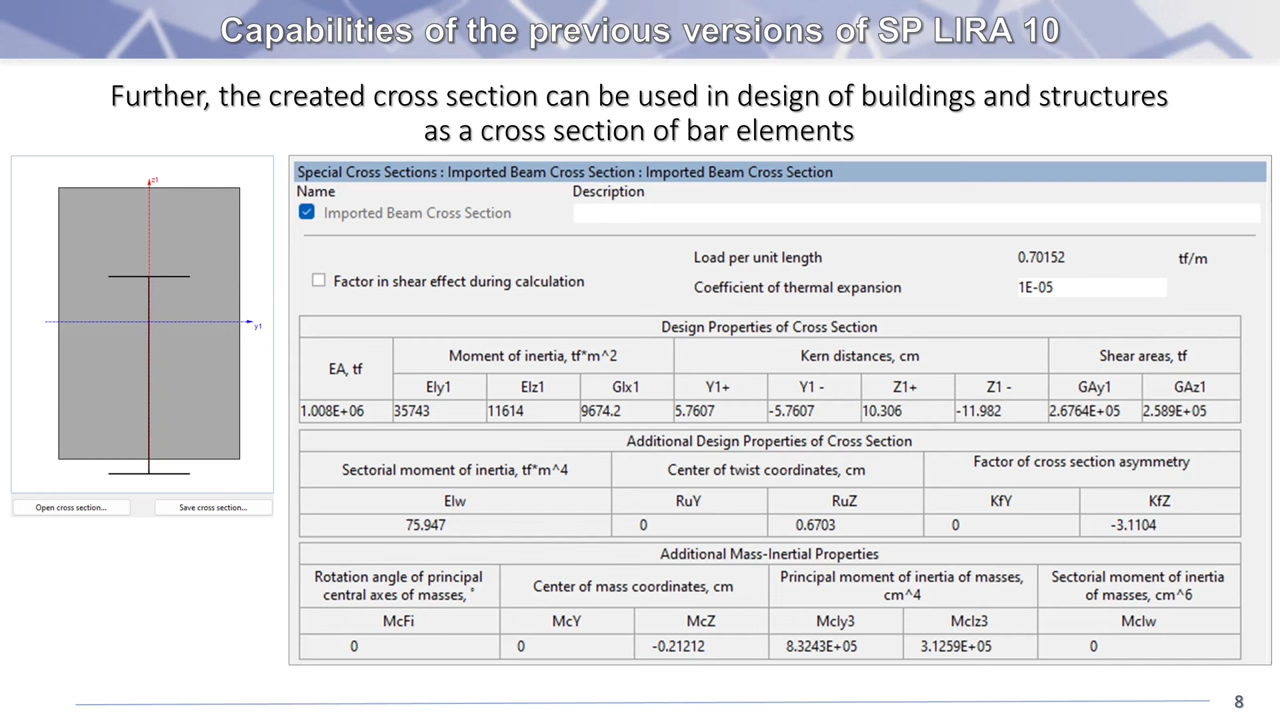 Capabilities of the previous versions of SP LIRA 10
Further, the created cross section can be used in design of buildings and structures
as a cross section of bar elements
z1
y1
Open cross section...
Save cross section...
Special Cross Sections : Imported Beam Cross Section : Imported Beam Cross Section
Name
Description
Imported Beam Cross Section
Factor in shear effect during calculation
Load per unit length
0.70152
tf/m
Coefficient of thermal expansion
1E-05
Design Properties of Cross Section
EA, tf
Moment of inertia, tf*m^2
Kern distances, cm
Shear areas, tf
EIy1
EIz1
GIx1
Y1+
Y1 -
Z1+
Z1 -
GAy1
GAz1
1.008E+06
35743
11614
9674.2
5.7607
-5.7607
10.306
-11.982
2.6764E+05
2.589E+05
Additional Design Properties of Cross Section
Sectorial moment of inertia, tf*m^4
Center of twist coordinates, cm
Factor of cross section asymmetry
EIw
RuY
RuZ
KfY
KfZ
75.947
0
0.6703
0
-3.1104
Additional Mass-Inertial Properties
Rotation angle of principal
central axes of masses, °
Center of mass coordinates, cm
Principal moment of inertia of masses,
cm^4
Sectorial moment of inertia
of masses, cm^6
McFi
McY
McZ
McIy3
McIz3
McIw
0
0
-0.21212
8.3243E+05
3.1259E+05
0
8